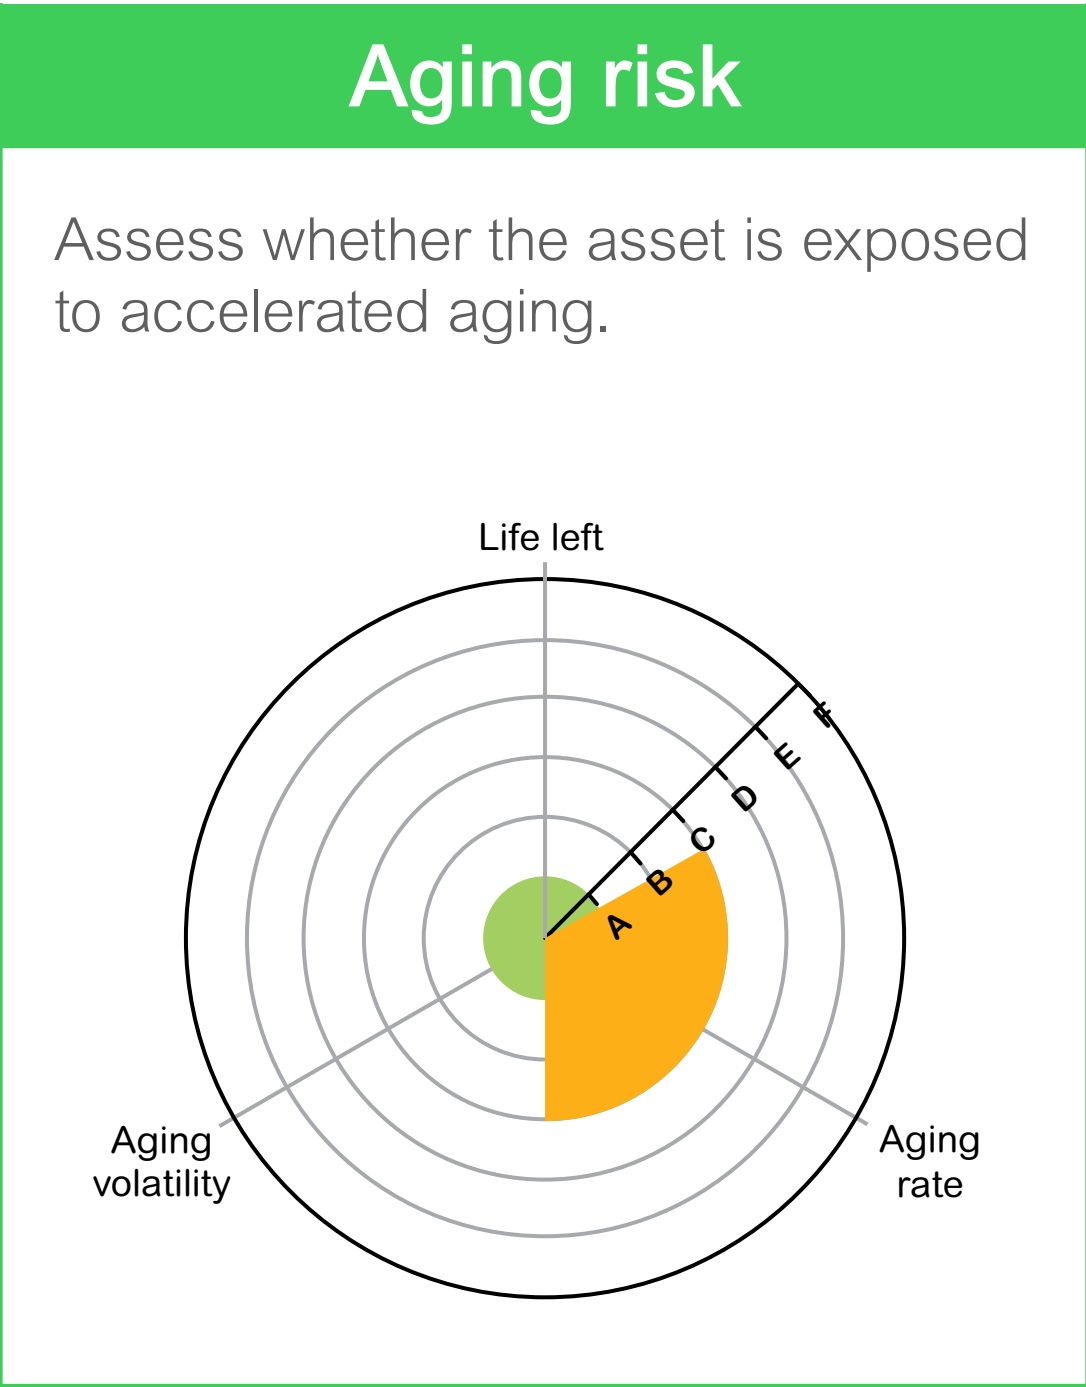 Aging risk
Assess whether the asset is exposed
to accelerated aging.
Life left
F
E
D
C
B
A
Aging
volatility
Aging
rate